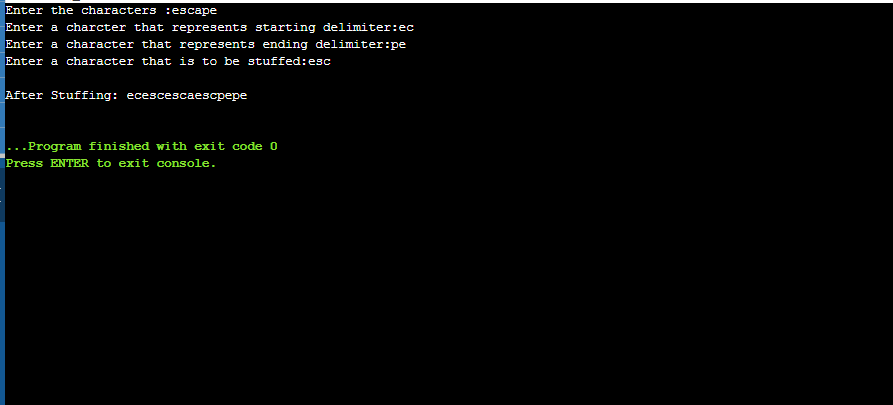 Enter the characters :escape
Enter a charcter that represents starting delimiter:ec
Enter a character that represents ending delimiter:pe
Enter a character that is to be stuffed:esc
After Stuffing: ecescescaescpepe
...Program finished with exit code 0
Press ENTER to exit console.